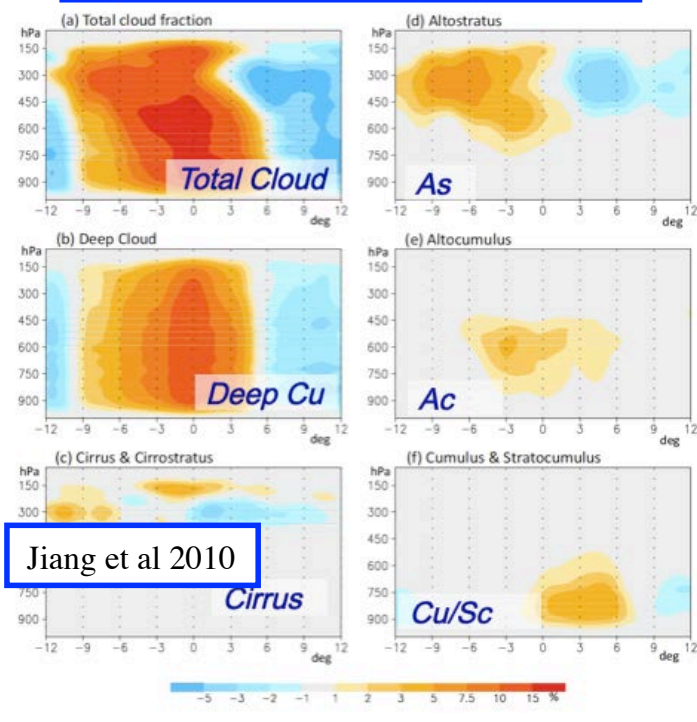 (a) Total cloud fraction
hPa
150
300
450
600
750
900
Total Cloud
-12 -9 -6 -3 0 3 6 9 12
deg
(d) Altostratus
hPa
150
300
600
900
As
-12 -9 -6 -3 0 3 6 9 12
deg
(b) Deep Cloud
hPa
150
300
450
600
750
900
Deep Cu
-12 -9 -6 -3 0 3 6 9 12
deg
(e) Altocumulus
hPa
150
300
450
600
900
Ac
-12 -9 -6 -3 0 3 6 9 12
deg
(c) Cirrus & Cirrostratus
hPa
150
300
Jiang et al 2010
750
900
Cirrus
-12 -9 -6 -3 0 3 6 9 12
deg
(f) Cumulus & Stratocumulus
hPa
150
300
450
600
750
900
Cu/Sc
-12 -9 -6 -3 0 3 6 9 12
deg
-5 -3 -2 -1 1 2 3 5 7.5 10 15 %